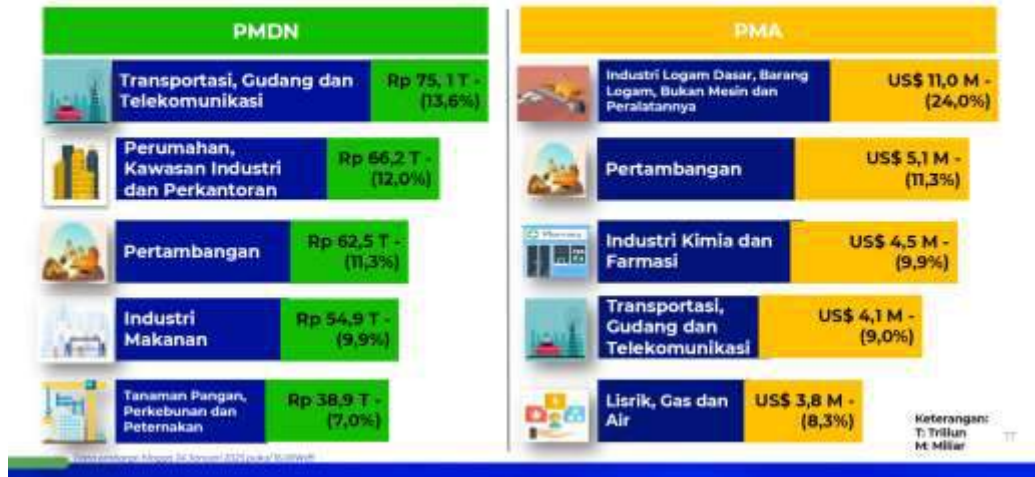 PMDN
Transportasi, Gudang dan
Telekomunikasi
Rp 75, 1 T -
(13,6%)
Perumahan,
Kawasan Industri
dan Perkantoran
Rp 66,2 T -
(12,0%)
Pertambangan
Rp 62,5 T -
(11,3%)
Industri
Makanan
Rp 54,9 T -
(9,9%)
Tanaman Pangan,
Perkebunan dan
Peternakan
Rp 38,9 T -
(7,0%)
PMA
Industri Logam Dasar, Barang
Logam, Bukan Mesin dan
Peralatannya
US$ 11,0 M -
(24,0%)
Pertambangan
US$ 5,1 M -
(11,3%)
Industri Kimia dan
Farmasi
US$ 4,5 M -
(9,9%)
Transportasi,
Gudang dan
Telekomunikasi
US$ 4,1 M -
(9,0%)
Lisrik, Gas dan
Air
US$ 3,8 M -
(8,3%)
Keterangan:
T: Triliun
M: Miliar